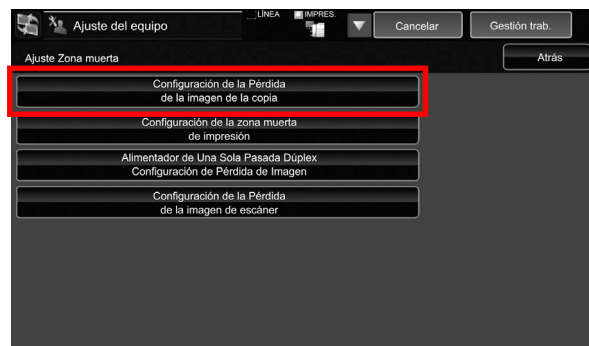 Ajuste del equipo
LÍNEA
IMPRES.
Cancelar
Gestión trab.
Ajuste Zona muerta
Atrás
Configuración de la Pérdida
de la imagen de la copia
Configuración de la zona muerta
de impresión
Alimentador de Una Sola Pasada Dúplex
Configuración de Pérdida de Imagen
Configuración de la Pérdida
de la imagen de escáner